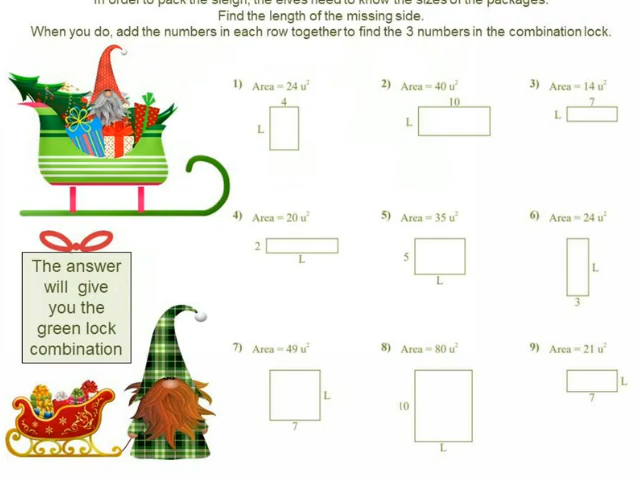 In order to pack the sleigh, the elves need to know the sizes of the packages.
Find the length of the missing side.
When you do, add the numbers in each row together to find the 3 numbers in the combination lock.
1) Area = 24 u²
4
L
2) Area = 40 u²
10
L
3) Area = 14 u²
7
L
4) Area = 20 u²
2
L
5) Area = 35 u²
5
L
6) Area = 24 u²
L
3
The answer
will give
you the
green lock
combination
7) Area = 49 u²
L
7
8) Area = 80 u²
10
L
9) Area = 21 u²
L
7